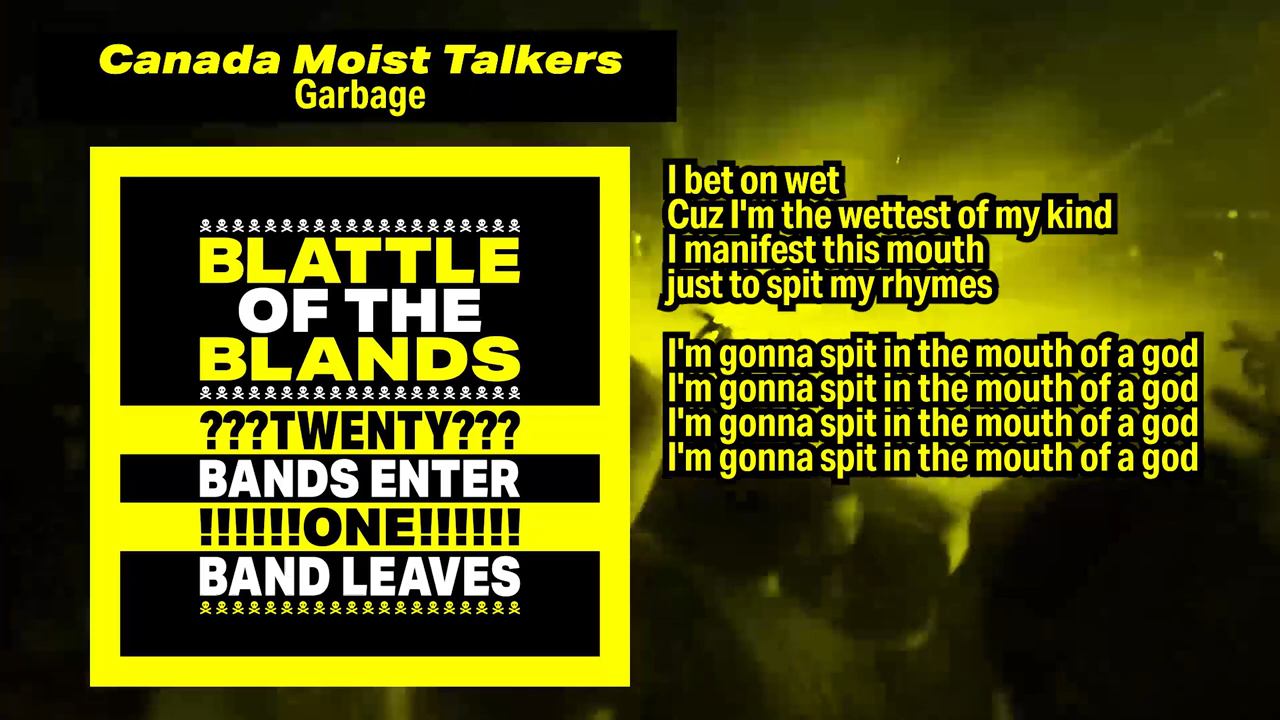 Canada Moist Talkers
Garbage
BLATTLE
OF THE
BLANDS
???TWENTY???
BANDS ENTER
!!!!!!ONE!!!!!!
BAND LEAVES
I bet on wet
Cuz I'm the wettest of my kind
I manifest this mouth
just to spit my rhymes
I'm gonna spit in the mouth of a god
I'm gonna spit in the mouth of a god
I'm gonna spit in the mouth of a god
I'm gonna spit in the mouth of a god